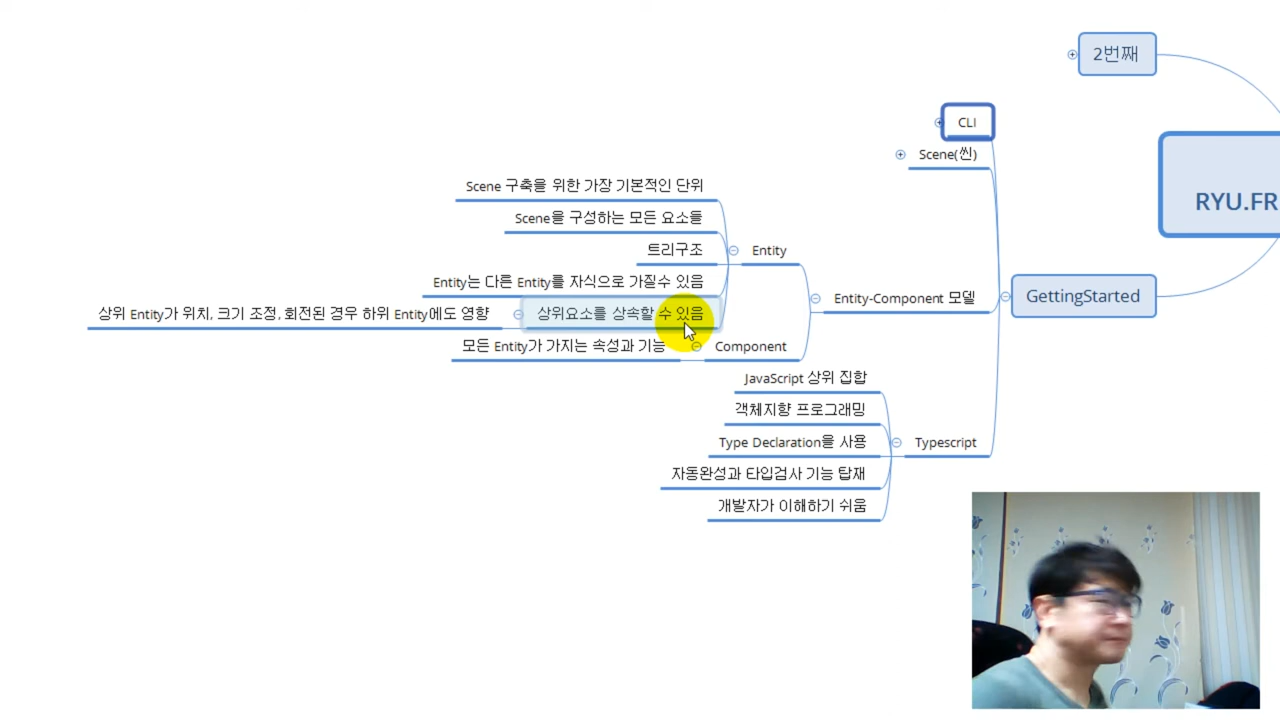 2번째
CLI
Scene(씬)
RYU.FR
Scene 구축을 위한 가장 기본적인 단위
Scene을 구성하는 모든 요소들
트리구조
Entity
Entity는 다른 Entity를 자식으로 가질수 있음
GettingStarted
Entity-Component 모델
상위 Entity가 위치, 크기 조정, 회전된 경우 하위 Entity에도 영향
상위요소를 상속할 수 있음
모든 Entity가 가지는 속성과 기능
Component
JavaScript 상위 집합
객체지향 프로그래밍
Type Declaration을 사용
Typescript
자동완성과 타입검사 기능 탑재
개발자가 이해하기 쉬움